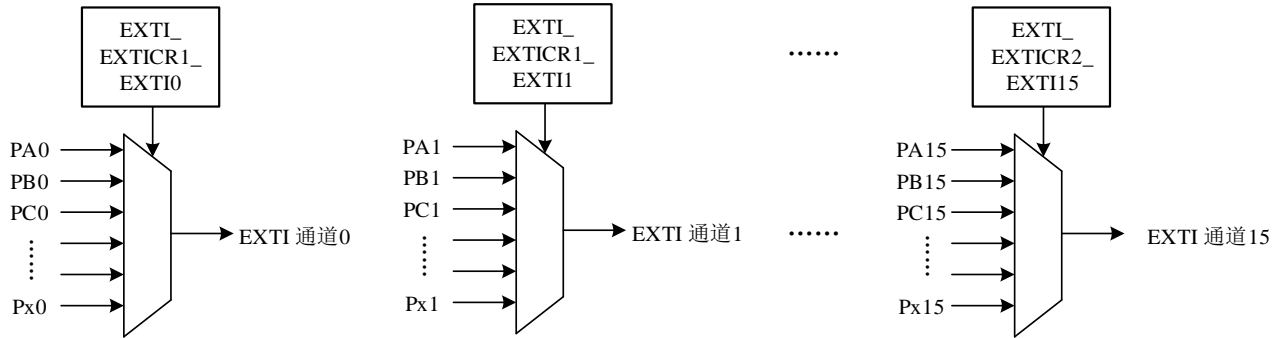 EXTI_
EXTICR1_
EXTI0
PA0
PB0
PC0
Px0
EXTI 通道0
EXTI_
EXTICR1_
EXTI1
PA1
PB1
PC1
Px1
EXTI 通道1
……
……
EXTI_
EXTICR2_
EXTI15
PA15
PB15
PC15
Px15
EXTI 通道15